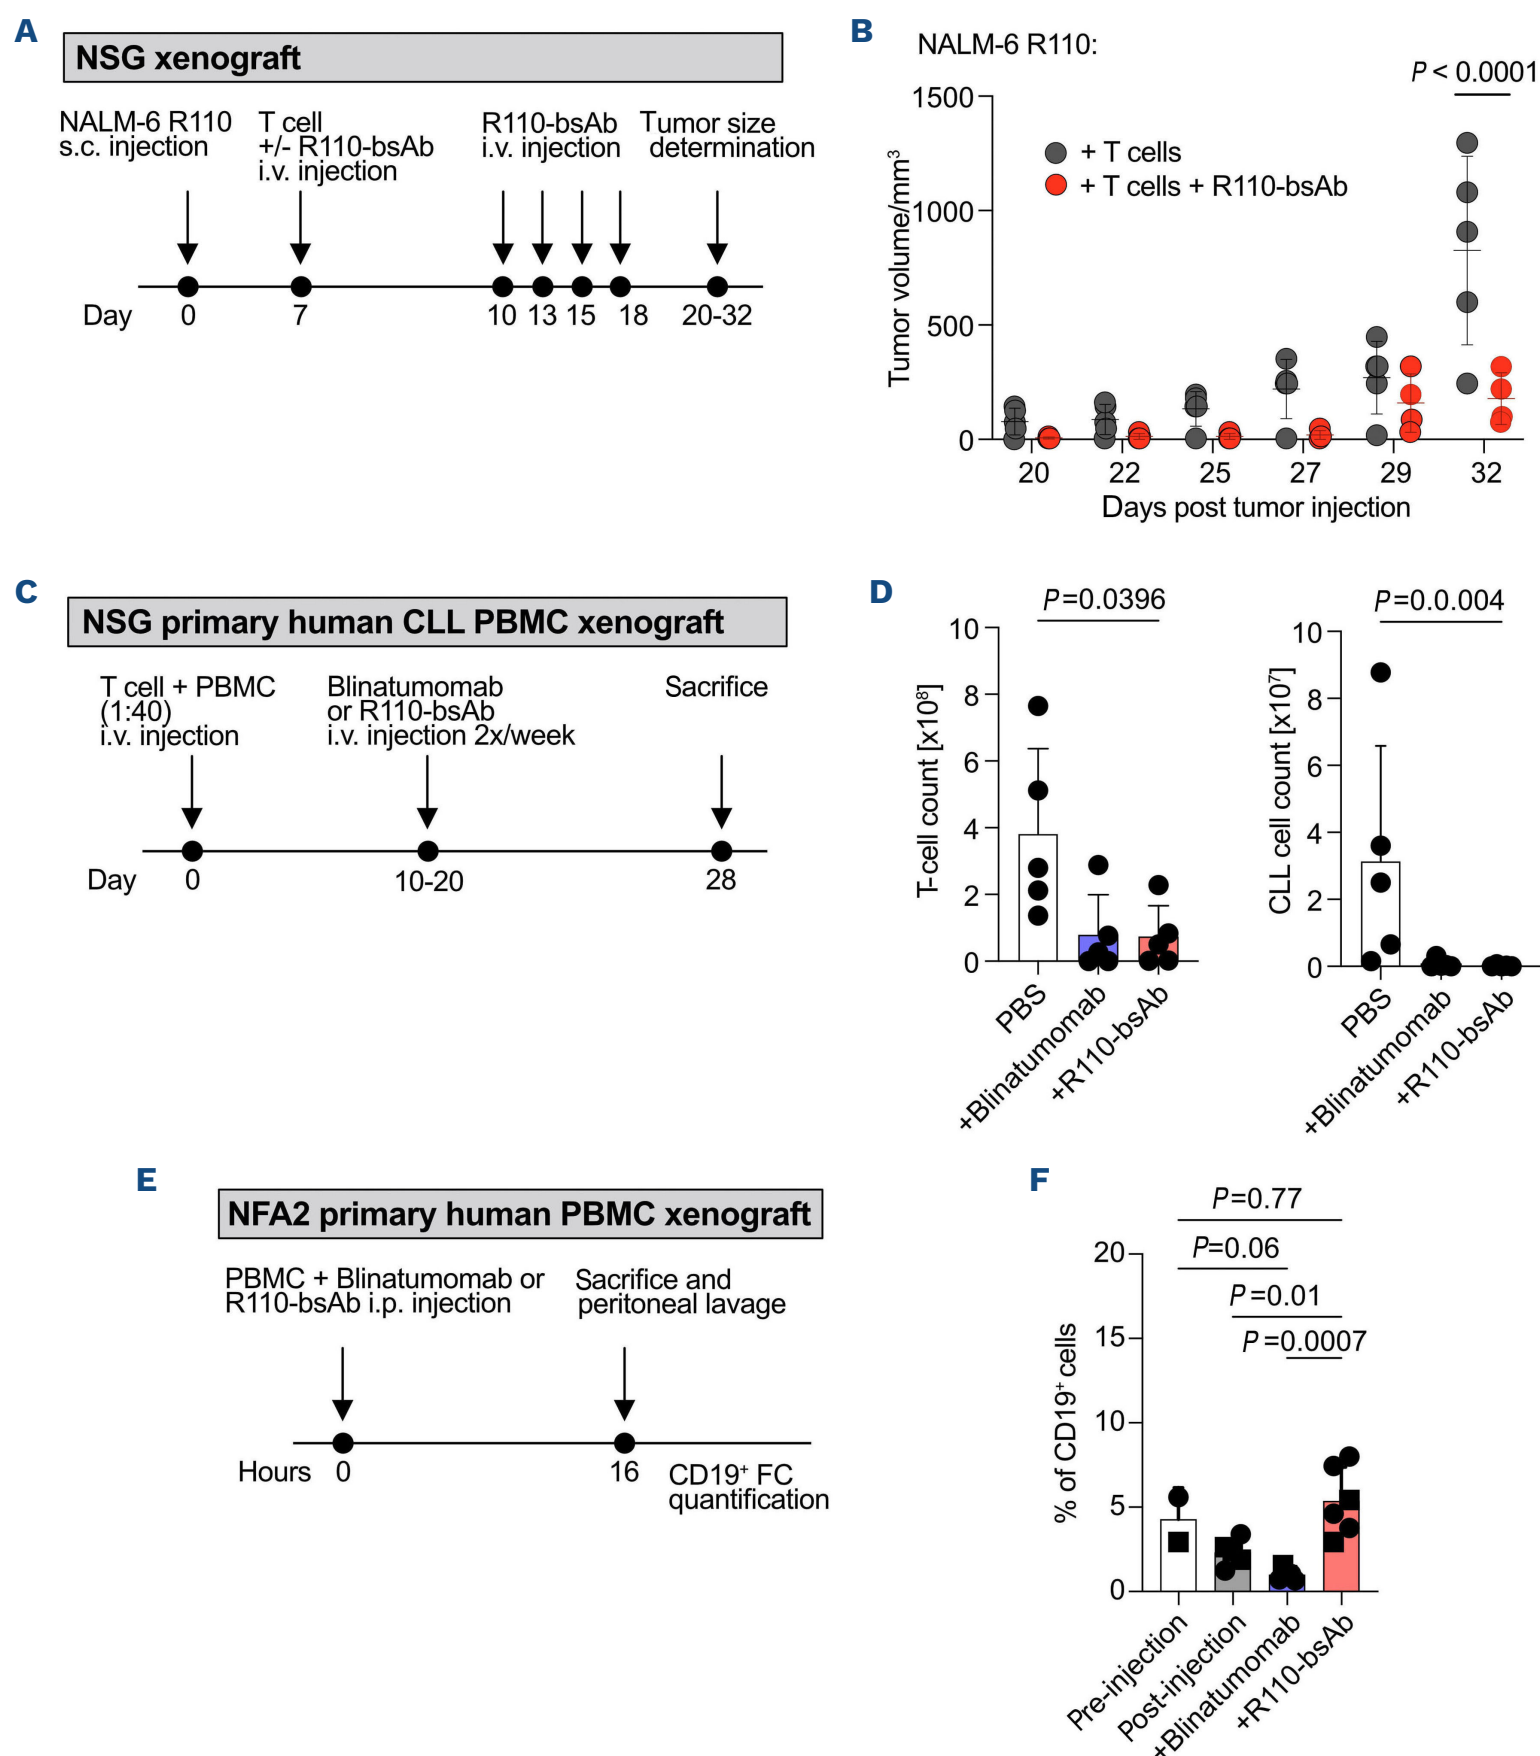 A
NSG xenograft
NALM-6 R110
s.c. injection
T cell
+/- R110-bsAb
i.v. injection
R110-bsAb
i.v. injection
Tumor size
determination
Day 0 7 10 13 15 18 20-32
B
NALM-6 R110:
P < 0.0001
+ T cells
+ T cells + R110-bsAb
Tumor volume/mm³
1500
1000
500
0
20 22 25 27 29 32
Days post tumor injection
C
NSG primary human CLL PBMC xenograft
T cell + PBMC
(1:40)
i.v. injection
Blinatumomab
or R110-bsAb
i.v. injection 2x/week
Sacrifice
Day 0 10-20 28
D
P=0.0396
T-cell count [x10⁸]
10
8
6
4
2
0
PBS
+Blinatumomab
+R110-bsAb
P=0.0.004
CLL cell count [x10⁷]
10
8
6
4
2
0
PBS
+Blinatumomab
+R110-bsAb
E
NFA2 primary human PBMC xenograft
PBMC + Blinatumomab or
R110-bsAb i.p. injection
Sacrifice and
peritoneal lavage
Hours 0 16
CD19⁺ FC
quantification
F
P=0.77
P=0.06
P=0.01
P=0.0007
% of CD19⁺ cells
20
15
10
5
0
Pre-injection
Post-injection
+Blinatumomab
+R110-bsAb